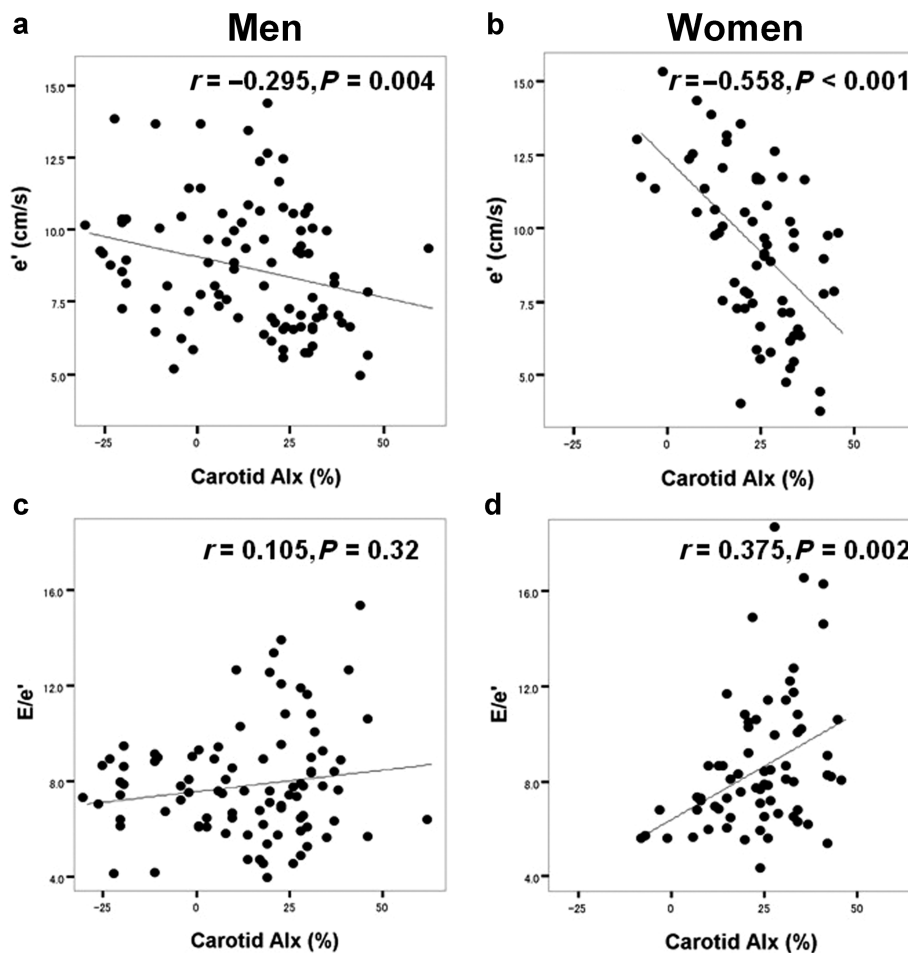 a Men
r = –0.295, P = 0.004
15.0
12.5
10.0
7.5
5.0
e' (cm/s)
−25 0 25 50
Carotid AIx (%)
b Women
r = –0.558, P < 0.001
15.0
12.5
10.0
7.5
5.0
e' (cm/s)
−25 0 25 50
Carotid AIx (%)
c
r = 0.105, P = 0.32
16.0
12.0
8.0
4.0
E/e'
−25 0 25 50
Carotid AIx (%)
d
r = 0.375, P = 0.002
16.0
12.0
8.0
4.0
E/e'
−25 0 25 50
Carotid AIx (%)